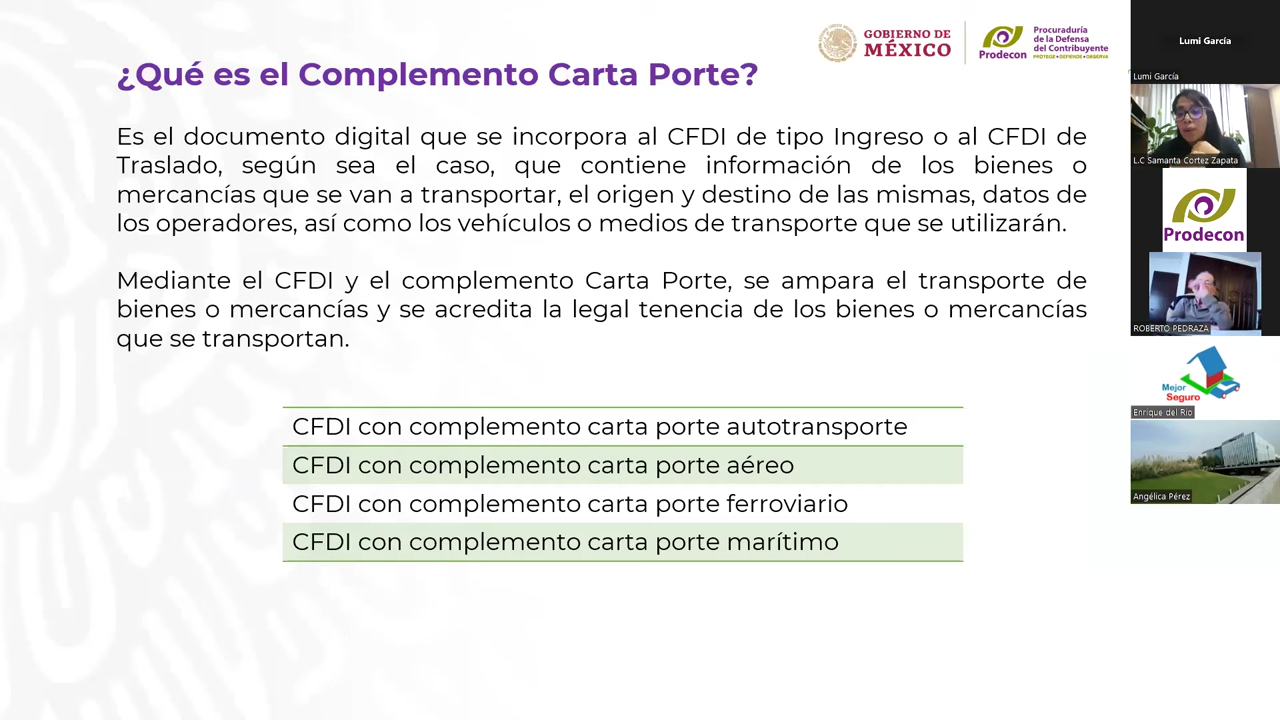 GOBIERNO DE
MÉXICO
Prodecon
Procuraduría
de la Defensa
del Contribuyente
PROTEGE • DEFIENDE • OBSERVA
¿Qué es el Complemento Carta Porte?
Es el documento digital que se incorpora al CFDI de tipo Ingreso o al CFDI de
Traslado, según sea el caso, que contiene información de los bienes o
mercancías que se van a transportar, el origen y destino de las mismas, datos de
los operadores, así como los vehículos o medios de transporte que se utilizarán.
Mediante el CFDI y el complemento Carta Porte, se ampara el transporte de
bienes o mercancías y se acredita la legal tenencia de los bienes o mercancías
que se transportan.
CFDI con complemento carta porte autotransporte
CFDI con complemento carta porte aéreo
CFDI con complemento carta porte ferroviario
CFDI con complemento carta porte marítimo
Lumi García
Lumi García
L.C Samanta Cortez Zapata
Prodecon
ROBERTO PEDRAZA
Mejor
Seguro
Enrique del Río
Angélica Pérez